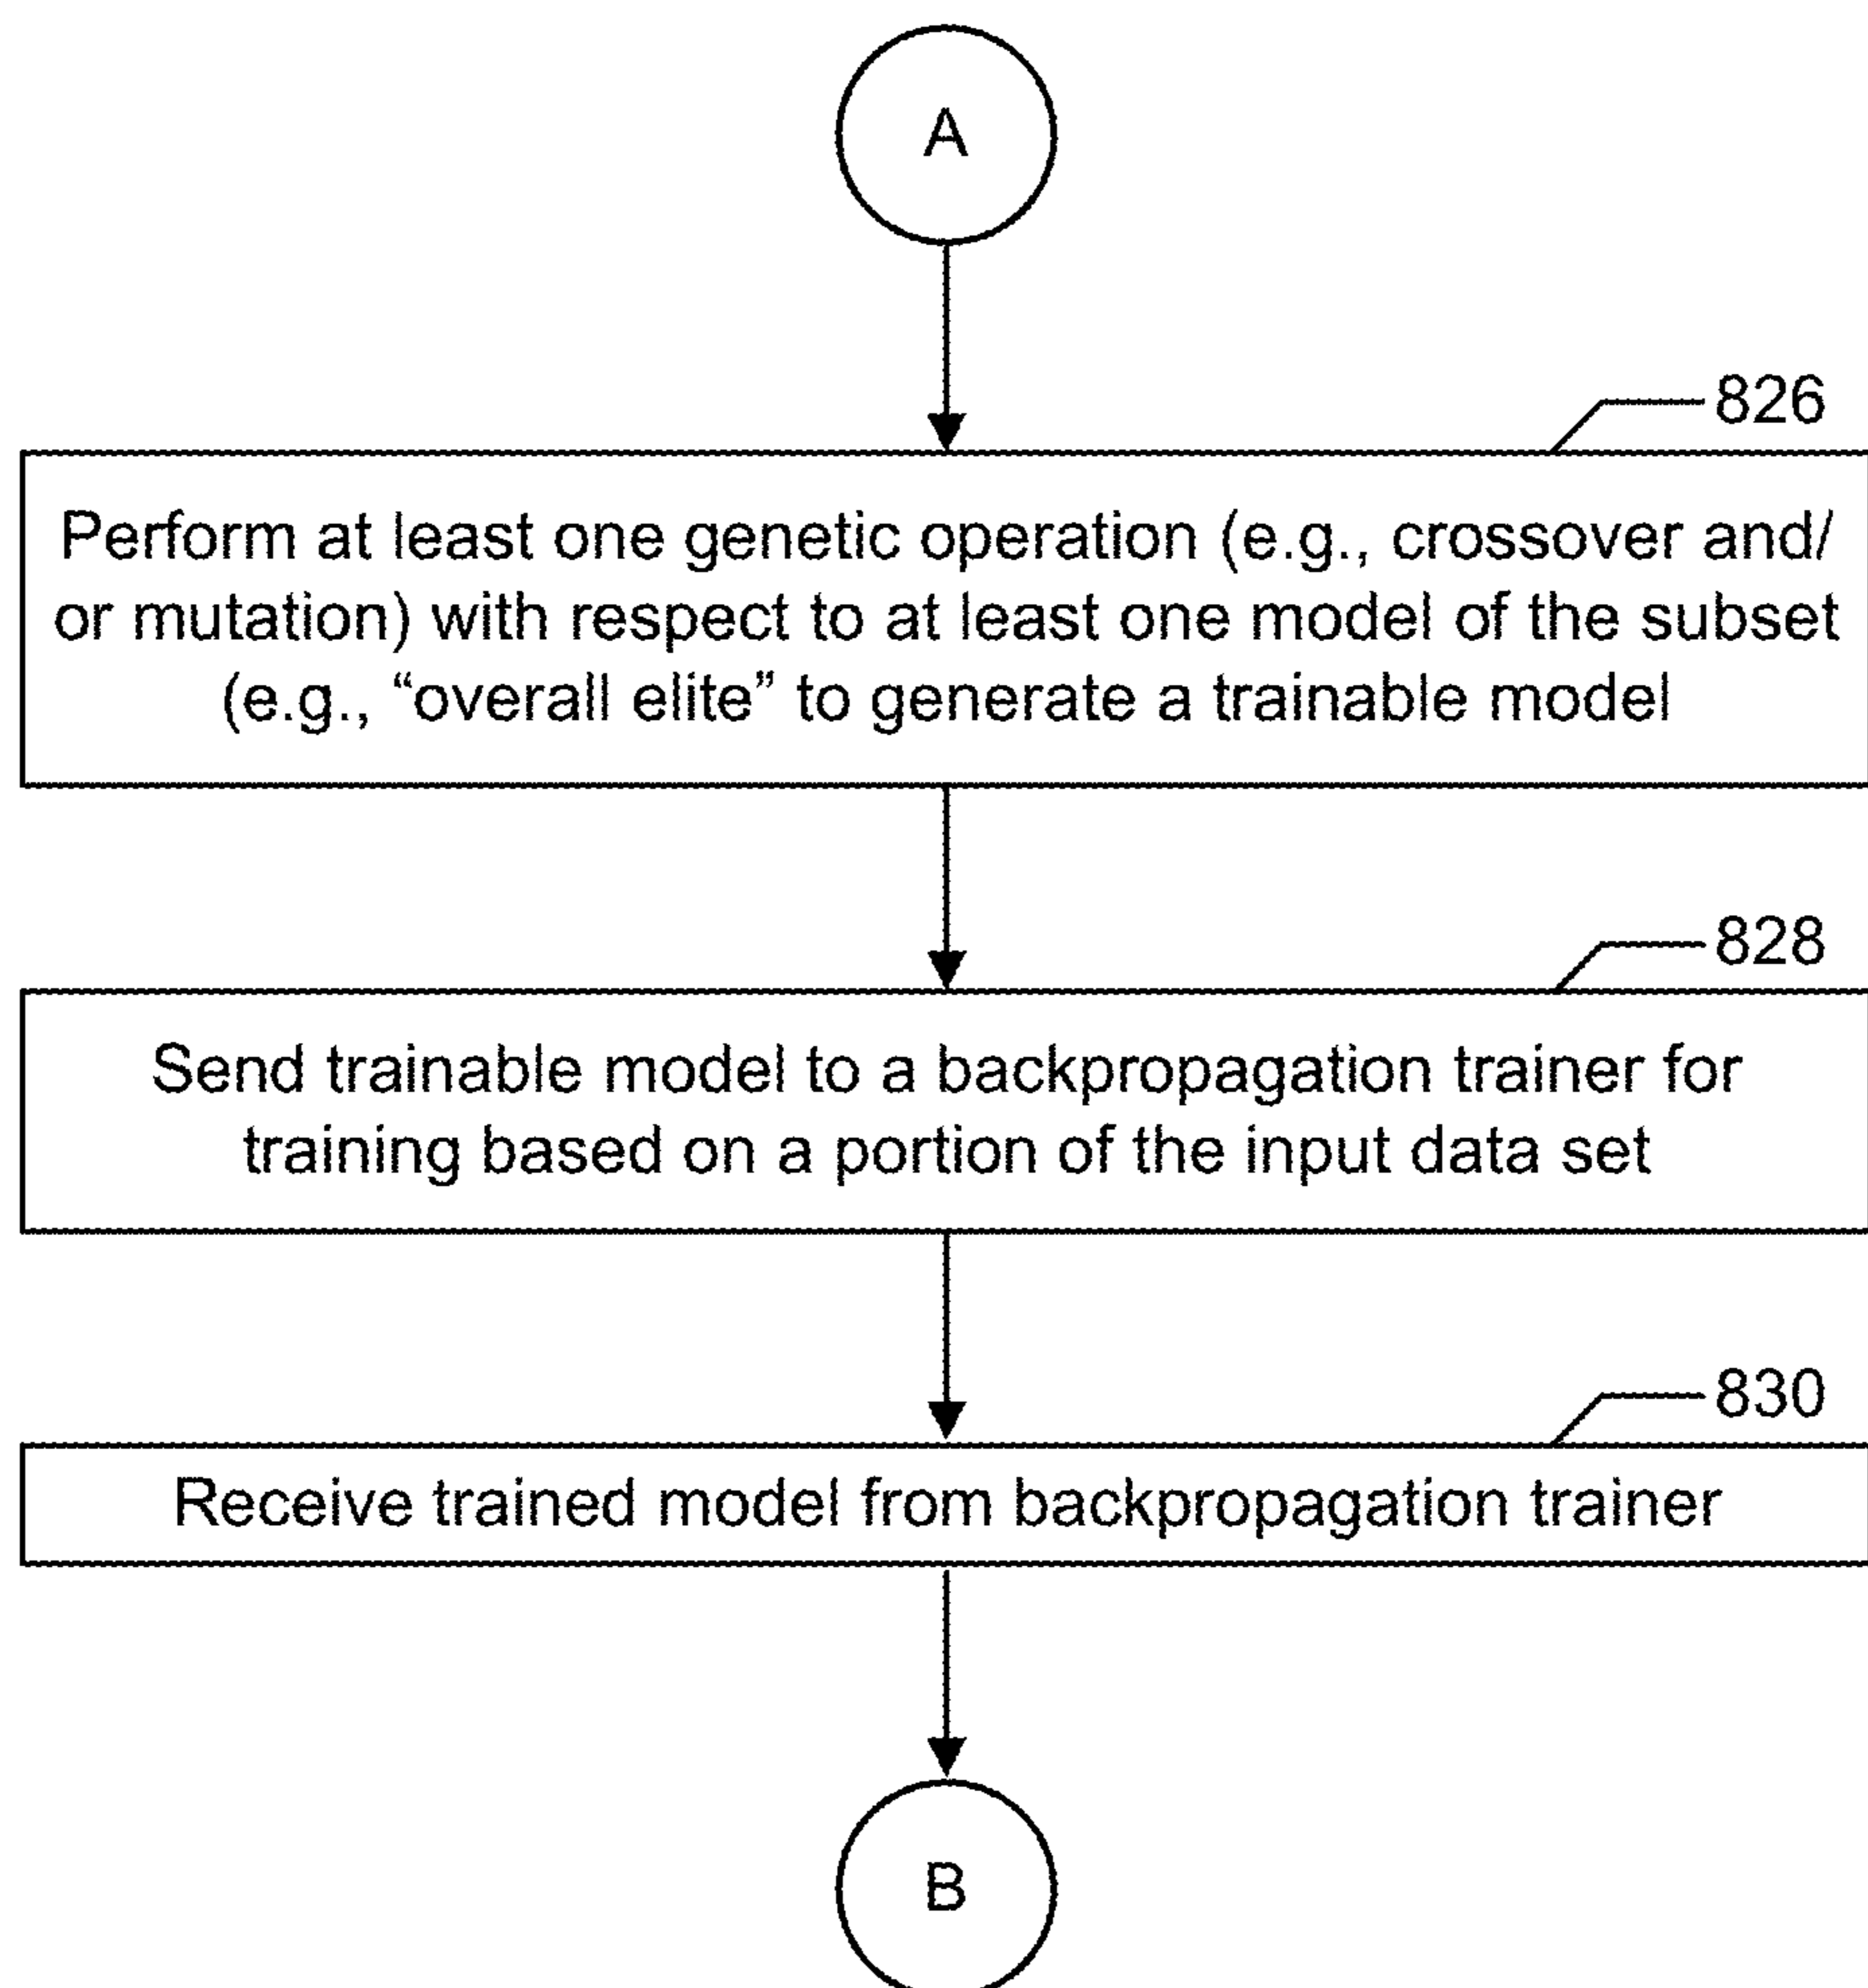 A
826
Perform at least one genetic operation (e.g., crossover and/
or mutation) with respect to at least one model of the subset
(e.g., “overall elite” to generate a trainable model
828
Send trainable model to a backpropagation trainer for
training based on a portion of the input data set
830
Receive trained model from backpropagation trainer
B